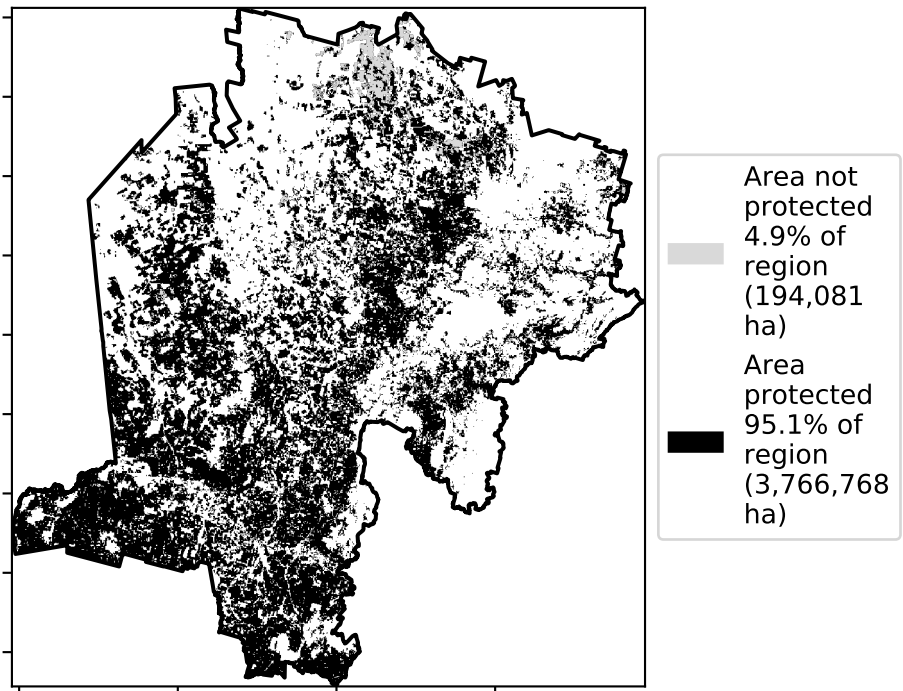 Area not
protected
4.9% of
region
(194,081
ha)
Area
protected
95.1% of
region
(3,766,768
ha)